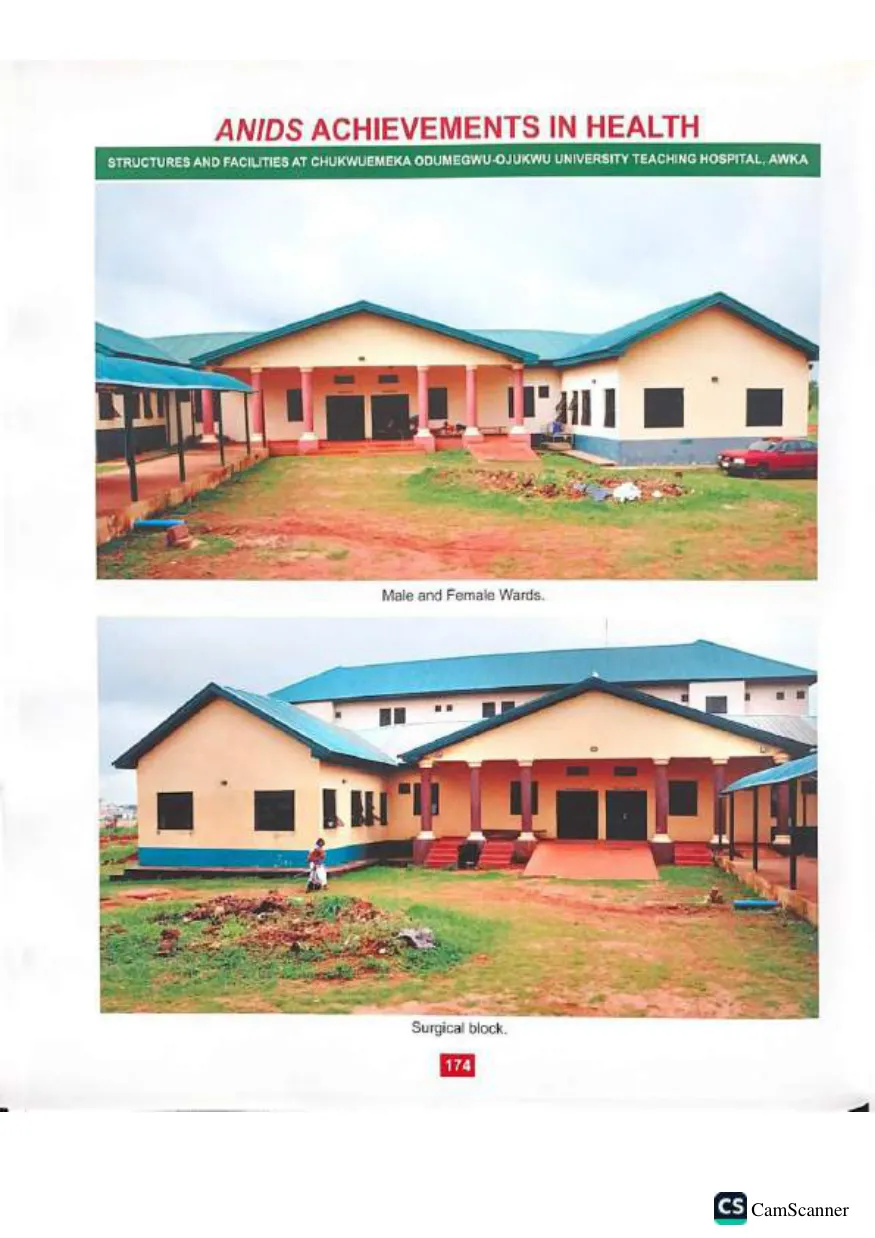 ANIDS ACHIEVEMENTS IN HEALTH
STRUCTURES AND FACILITIES AT CHUKWUEMEKA ODUMEGWU-OJUKWU UNIVERSITY TEACHING HOSPITAL, AWKA
Male and Female Wards.
Surgical block.
174
CS CamScanner